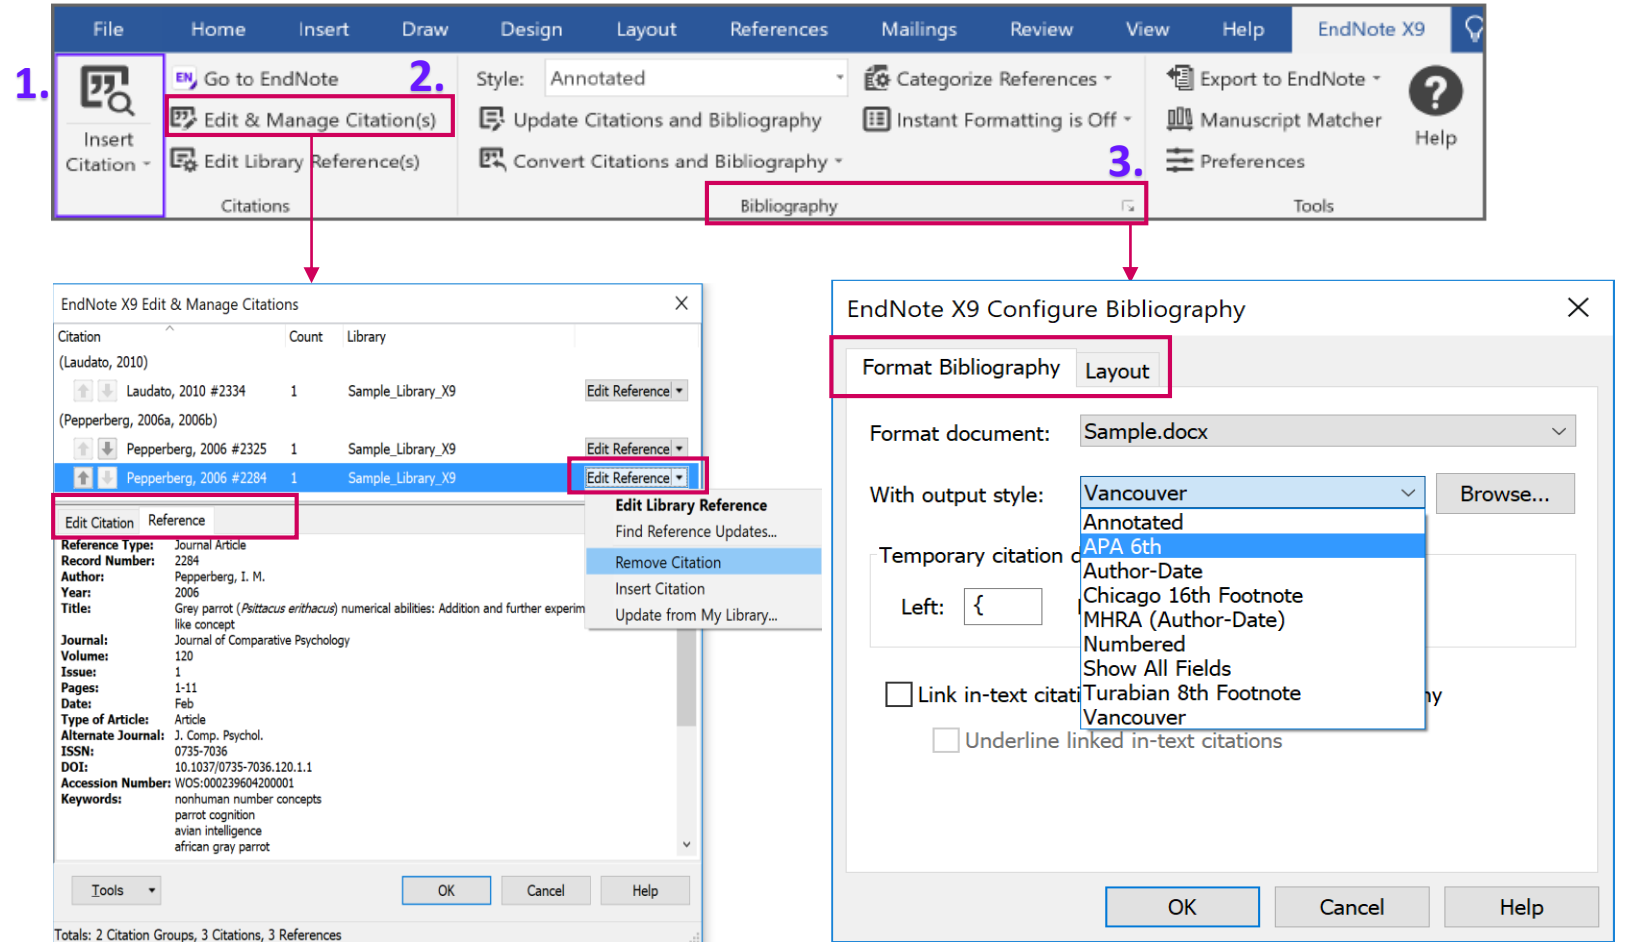 File Home Insert Draw Design Layout References Mailings Review View Help EndNote X9
1.
Insert
Citation
EN Go to EndNote
2.
Edit & Manage Citation(s)
Edit Library Reference(s)
Citations
Style: Annotated
Update Citations and Bibliography
Convert Citations and Bibliography
Categorize References
Instant Formatting is Off
3.
Bibliography
Export to EndNote
Manuscript Matcher
Preferences
Tools
?
Help
EndNote X9 Edit & Manage Citations
Citation Count Library
(Laudato, 2010)
Laudato, 2010 #2334 1 Sample_Library_X9 Edit Reference
(Pepperberg, 2006a, 2006b)
Pepperberg, 2006 #2325 1 Sample_Library_X9 Edit Reference
Pepperberg, 2006 #2284 1 Sample_Library_X9 Edit Reference
Edit Library Reference
Find Reference Updates...
Remove Citation
Insert Citation
Update from My Library...
Edit Citation Reference
Reference Type: Journal Article
Record Number: 2284
Author: Pepperberg, I. M.
Year: 2006
Title: Grey parrot (Psittacus erithacus) numerical abilities: Addition and further experim
like concept
Journal: Journal of Comparative Psychology
Volume: 120
Issue: 1
Pages: 1-11
Date: Feb
Type of Article: Article
Alternate Journal: J. Comp. Psychol.
ISSN: 0735-7036
DOI: 10.1037/0735-7036.120.1.1
Accession Number: WOS:000239604200001
Keywords: nonhuman number concepts
parrot cognition
avian intelligence
african gray parrot
Tools OK Cancel Help
Totals: 2 Citation Groups, 3 Citations, 3 References
EndNote X9 Configure Bibliography
Format Bibliography Layout
Format document: Sample.docx
With output style: Vancouver Browse...
Annotated
APA 6th
Author-Date
Chicago 16th Footnote
MHRA (Author-Date)
Numbered
Show All Fields
Turabian 8th Footnote
Vancouver
Temporary citation
Left: {
Link in-text citati
Underline linked in-text citations
OK Cancel Help